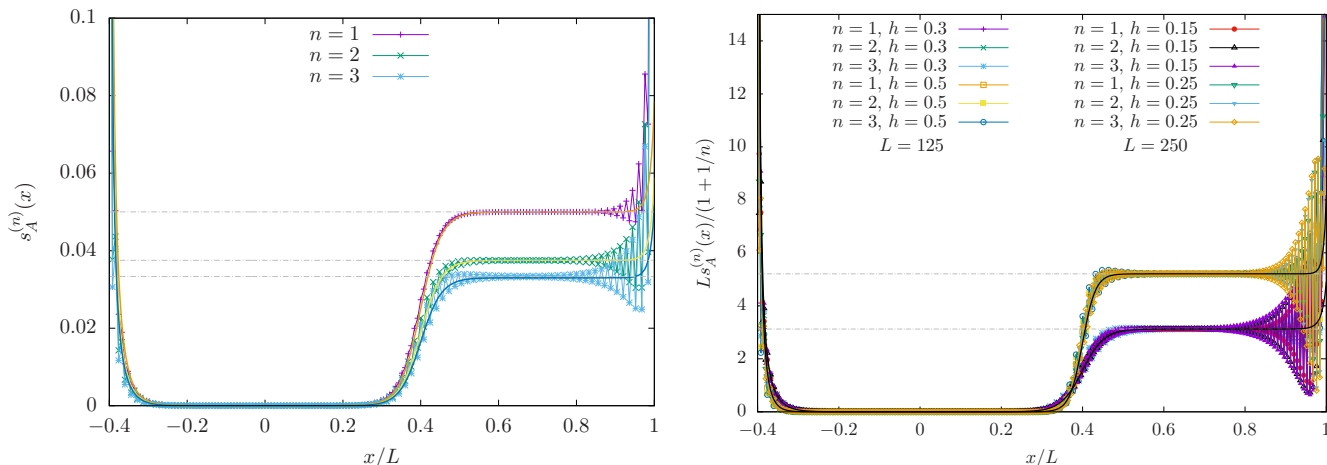 0.1
0.08
0.06
0.04
0.02
0
s_A^{(n)}(x)
n = 1
n = 2
n = 3
−0.4 −0.2 0 0.2 0.4 0.6 0.8 1
x/L
14
12
10
8
6
4
2
0
Ls_A^{(n)}(x)/(1 + 1/n)
n = 1, h = 0.3
n = 2, h = 0.3
n = 3, h = 0.3
n = 1, h = 0.5
n = 2, h = 0.5
n = 3, h = 0.5
L = 125
n = 1, h = 0.15
n = 2, h = 0.15
n = 3, h = 0.15
n = 1, h = 0.25
n = 2, h = 0.25
n = 3, h = 0.25
L = 250
−0.4 −0.2 0 0.2 0.4 0.6 0.8 1
x/L